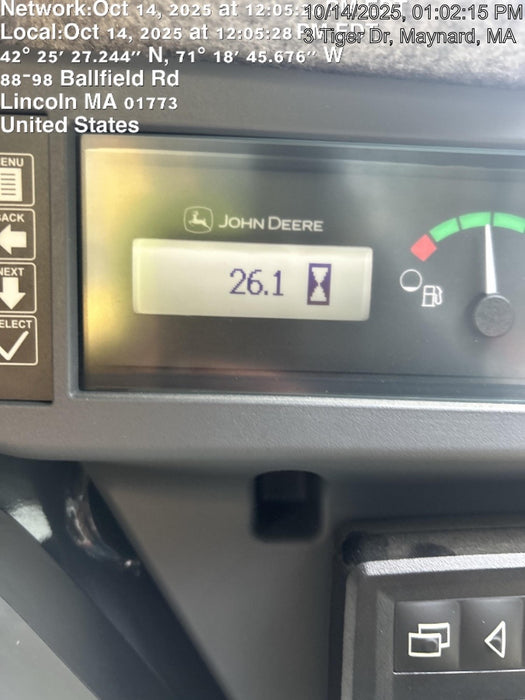 Network:Oct 14, 2025 at 12:05:
10/14/2025, 01:02:15 PM
Local:Oct 14, 2025 at 12:05:28 P
3 Tiger Dr, Maynard, MA
42° 25' 27.244" N, 71° 18' 45.676" W
88-98 Ballfield Rd
Lincoln MA 01773
United States
MENU
BACK
NEXT
SELECT
JOHN DEERE
26.1